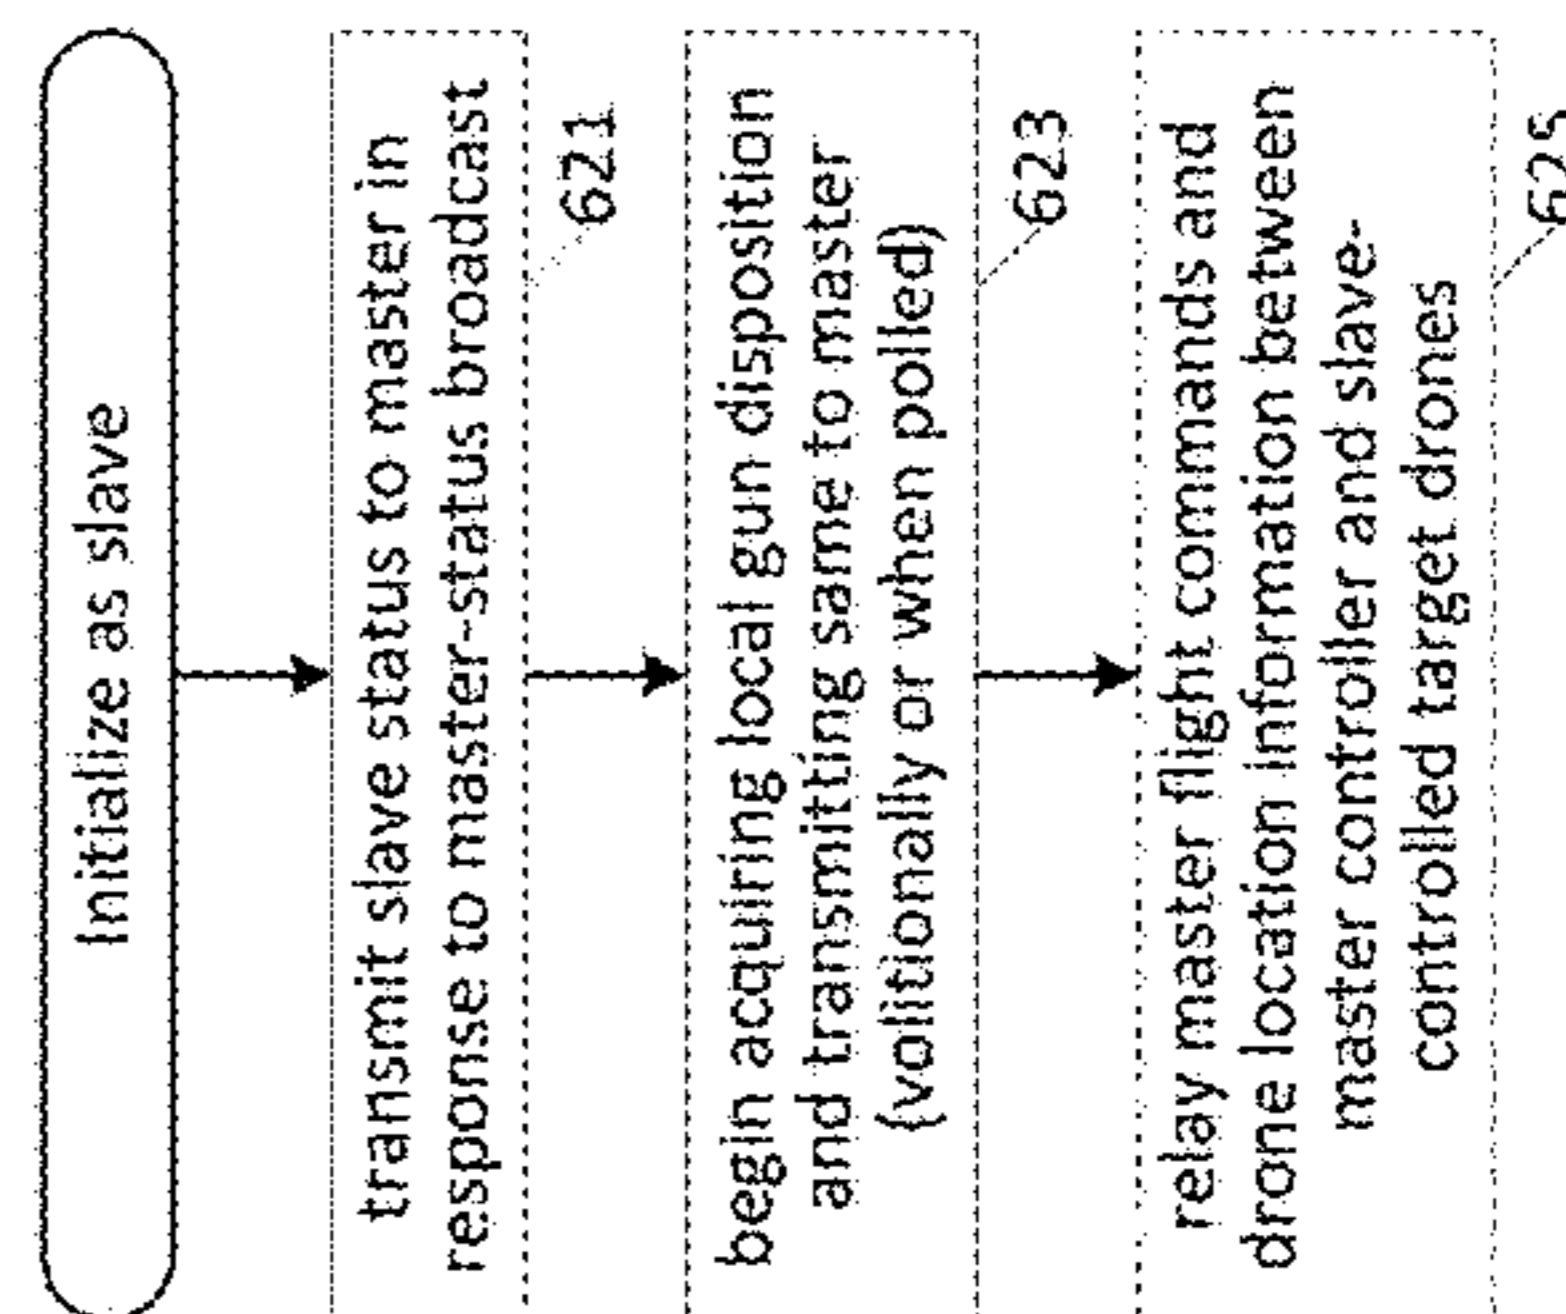 Initialize as slave
transmit slave status to master in
response to master-status broadcast
621
begin acquiring local gun disposition
and transmitting same to master
(volitionally or when polled)
623
relay master flight commands and
drone location information between
master controller and slave-
controlled target drones
625